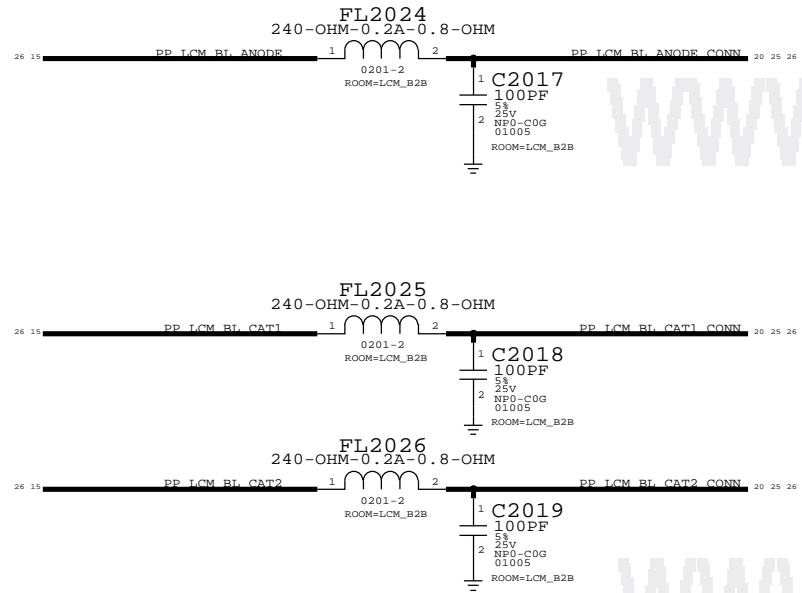 FL2024
240-OHM-0.2A-0.8-OHM
26 15 PP_LCM_BL_ANODE 1 2 PP_LCM_BL_ANODE_CONN 20 25 26
0201-2
ROOM=LCM_B2B
1 C2017
100PF
5%
25V
2 NP0-C0G
01005
ROOM=LCM_B2B
FL2025
240-OHM-0.2A-0.8-OHM
26 15 PP_LCM_BL_CAT1 1 2 PP_LCM_BL_CAT1_CONN 20 25 26
0201-2
ROOM=LCM_B2B
1 C2018
100PF
5%
25V
2 NP0-C0G
01005
ROOM=LCM_B2B
FL2026
240-OHM-0.2A-0.8-OHM
26 15 PP_LCM_BL_CAT2 1 2 PP_LCM_BL_CAT2_CONN 20 25 26
0201-2
ROOM=LCM_B2B
1 C2019
100PF
5%
25V
2 NP0-C0G
01005
ROOM=LCM_B2B